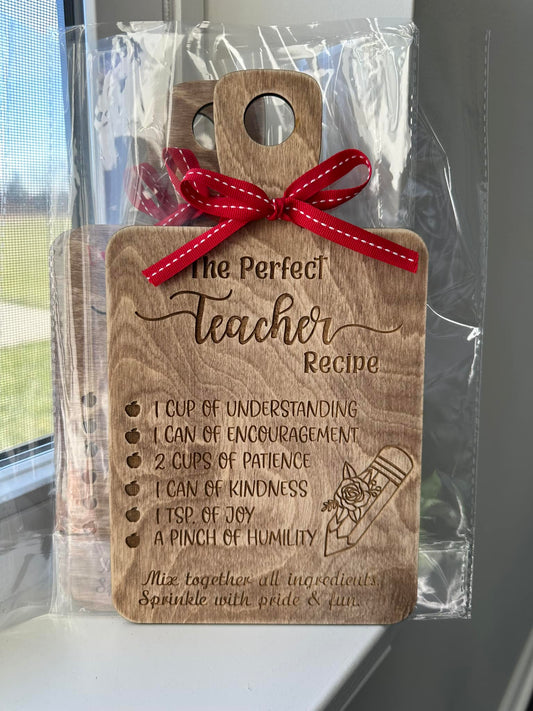 The Perfect
Teacher
Recipe
1 CUP OF UNDERSTANDING
1 CAN OF ENCOURAGEMENT
2 CUPS OF PATIENCE
1 CAN OF KINDNESS
1 TSP. OF JOY
A PINCH OF HUMILITY
Mix together all ingredients.
Sprinkle with pride & fun.